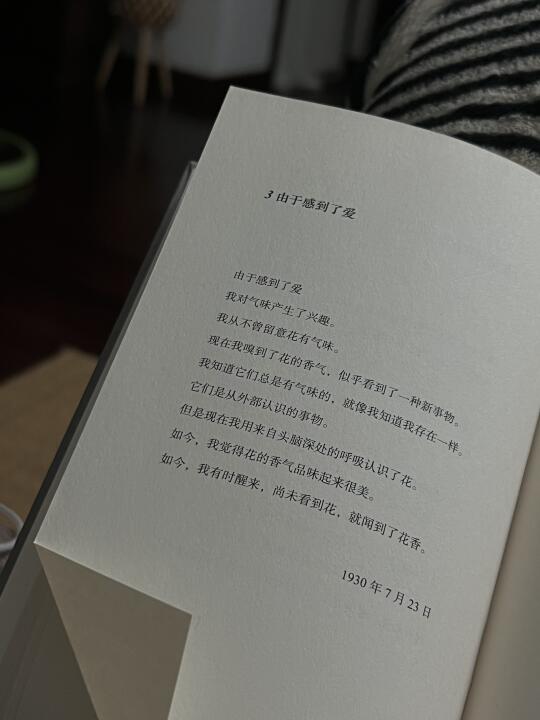 3 由于感到了爱
由于感到了爱
我对气味产生了兴趣。
我从不曾留意花有气味。
现在我嗅到了花的香气，似乎看到了一种新事物。
我知道它们总是有气味的，就像我知道我存在一样。
它们是从外部认识的事物。
但是现在我用来自头脑深处的呼吸认识了花。
如今，我觉得花的香气品味起来很美。
如今，我有时醒来，尚未看到花，就闻到了花香。
1930 年 7 月 23 日